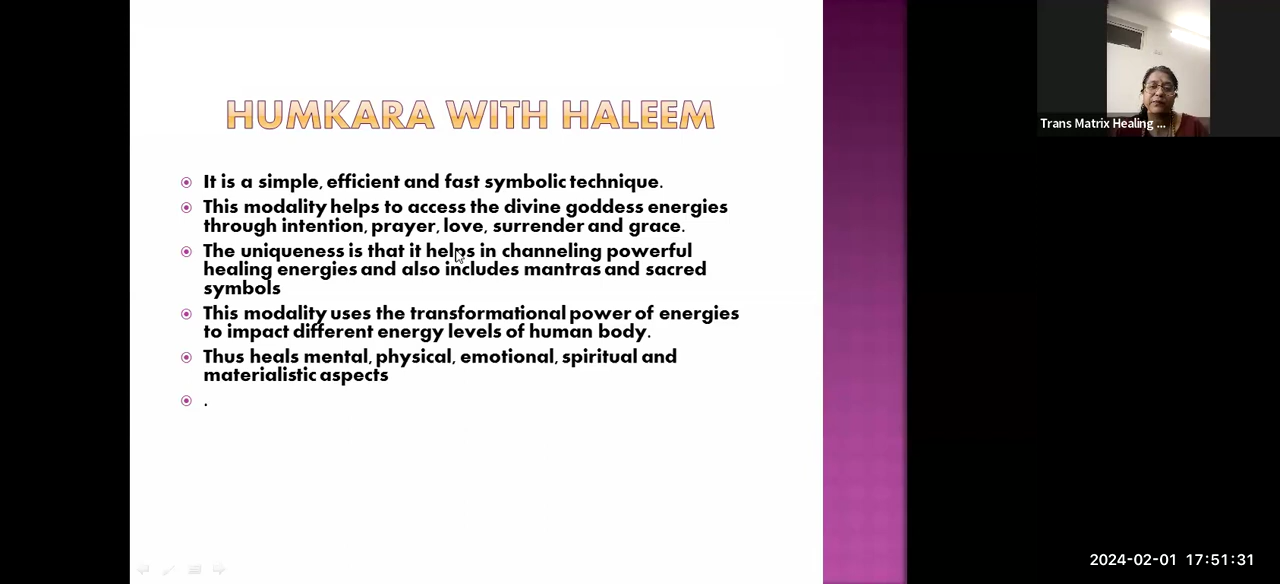 HUMKARA WITH HALEEM
It is a simple, efficient and fast symbolic technique.
This modality helps to access the divine goddess energies
through intention, prayer, love, surrender and grace.
The uniqueness is that it helps in channeling powerful
healing energies and also includes mantras and sacred
symbols
This modality uses the transformational power of energies
to impact different energy levels of human body.
Thus heals mental, physical, emotional, spiritual and
materialistic aspects
.
Trans Matrix Healing ...
2024-02-01 17:51:31